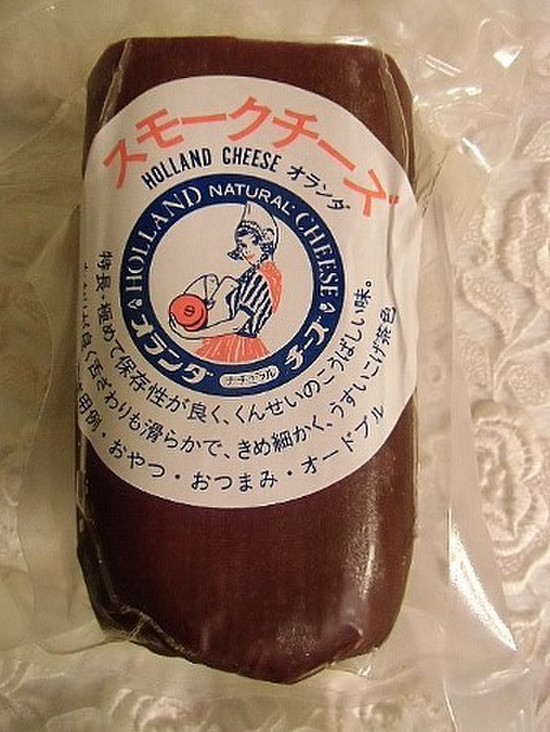 スモークチーズ
HOLLAND CHEESE オランダ
HOLLAND NATURAL CHEESE
オランダ ナチュラル チーズ
特長・極めて保存性が良く、くんせいのこうばしい味。
良く舌ざわりも滑らかで、きめ細かく、うすいこげ茶色
用例・おやつ・おつまみ・オードブル